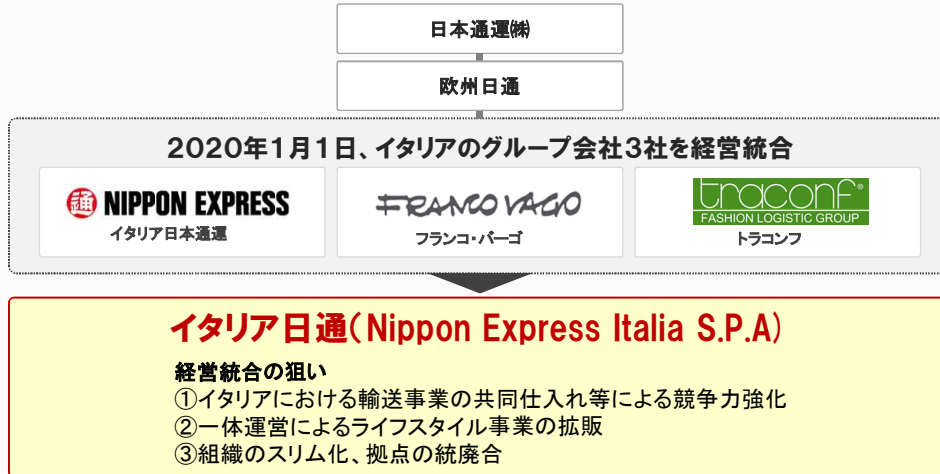 日本通運㈱
欧州日通
2020年1月1日、イタリアのグループ会社3社を経営統合
通 NIPPON EXPRESS
イタリア日本通運
FRANCO VAGO
フランコ・バーゴ
traconf®
FASHION LOGISTIC GROUP
トラコンフ
イタリア日通(Nippon Express Italia S.P.A)
経営統合の狙い
①イタリアにおける輸送事業の共同仕入れ等による競争力強化
②一体運営によるライフスタイル事業の拡販
③組織のスリム化、拠点の統廃合